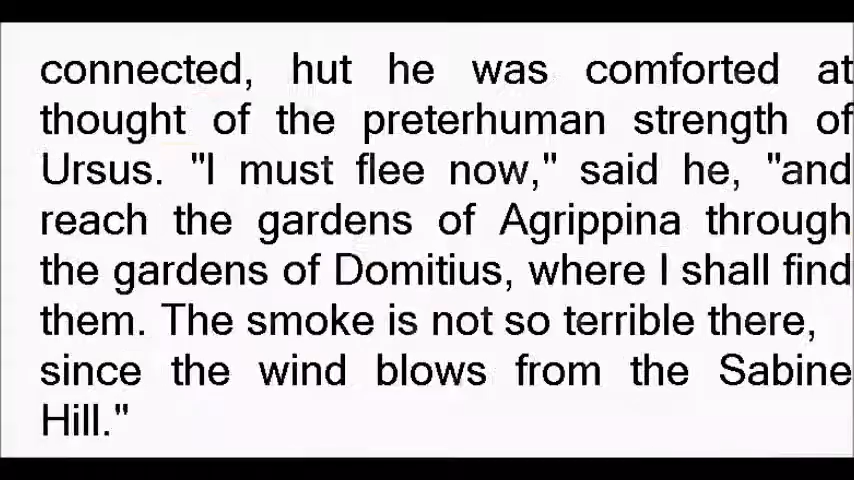 connected, hut he was comforted at
thought of the preterhuman strength of
Ursus. "I must flee now," said he, "and
reach the gardens of Agrippina through
the gardens of Domitius, where I shall find
them. The smoke is not so terrible there,
since the wind blows from the Sabine
Hill."